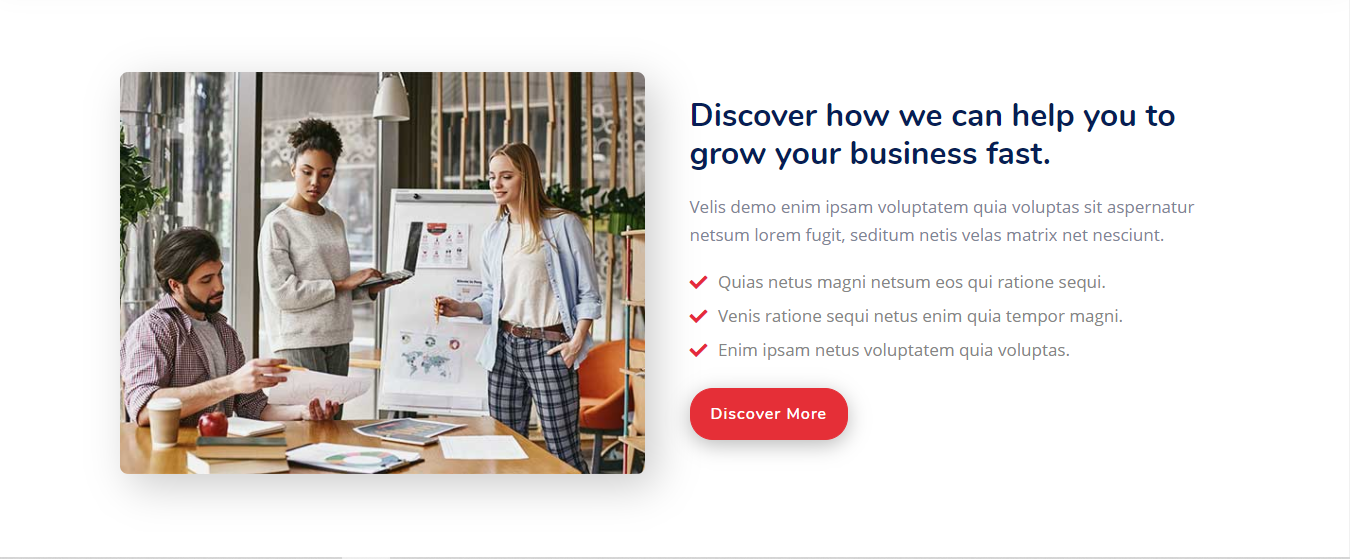 Discover how we can help you to
grow your business fast.
Velis demo enim ipsam voluptatem quia voluptas sit aspernatur
netsum lorem fugit, seditum netis velas matrix net nesciunt.
Quias netus magni netsum eos qui ratione sequi.
Venis ratione sequi netus enim quia tempor magni.
Enim ipsam netus voluptatem quia voluptas.
Discover More